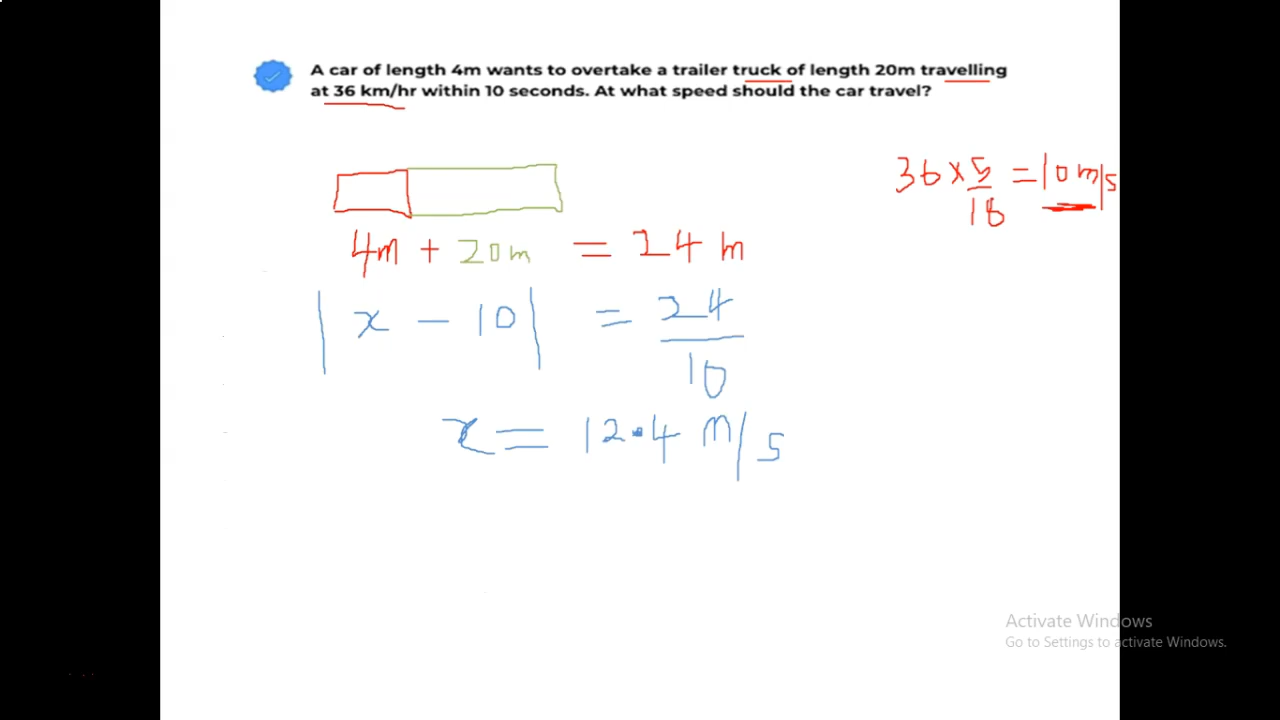 A car of length 4m wants to overtake a trailer truck of length 20m travelling
at 36 km/hr within 10 seconds. At what speed should the car travel?
36 × 5/18 = 10 m/s
4m + 20m = 24 m
| x - 10 | = 24/10
x = 12.4 m/s
Activate Windows
Go to Settings to activate Windows.